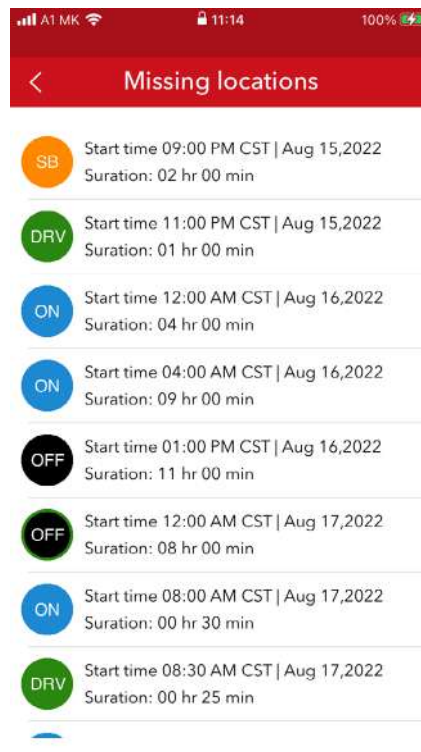 A1 MK 11:14 100%
Missing locations
SB Start time 09:00 PM CST | Aug 15,2022
Suration: 02 hr 00 min
DRV Start time 11:00 PM CST | Aug 15,2022
Suration: 01 hr 00 min
ON Start time 12:00 AM CST | Aug 16,2022
Suration: 04 hr 00 min
ON Start time 04:00 AM CST | Aug 16,2022
Suration: 09 hr 00 min
OFF Start time 01:00 PM CST | Aug 16,2022
Suration: 11 hr 00 min
OFF Start time 12:00 AM CST | Aug 17,2022
Suration: 08 hr 00 min
ON Start time 08:00 AM CST | Aug 17,2022
Suration: 00 hr 30 min
DRV Start time 08:30 AM CST | Aug 17,2022
Suration: 00 hr 25 min